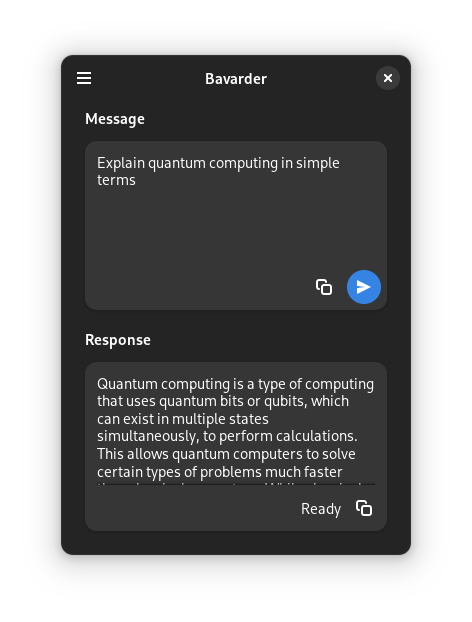 Bavarder
Message
Explain quantum computing in simple
terms
Response
Quantum computing is a type of computing
that uses quantum bits or qubits, which
can exist in multiple states
simultaneously, to perform calculations.
This allows quantum computers to solve
certain types of problems much faster
Ready